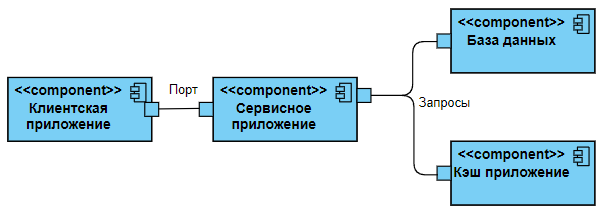 <<component>>
Клиентская
приложение
Порт
<<component>>
Сервисное
приложение
Запросы
<<component>>
База данных
<<component>>
Кэш приложение